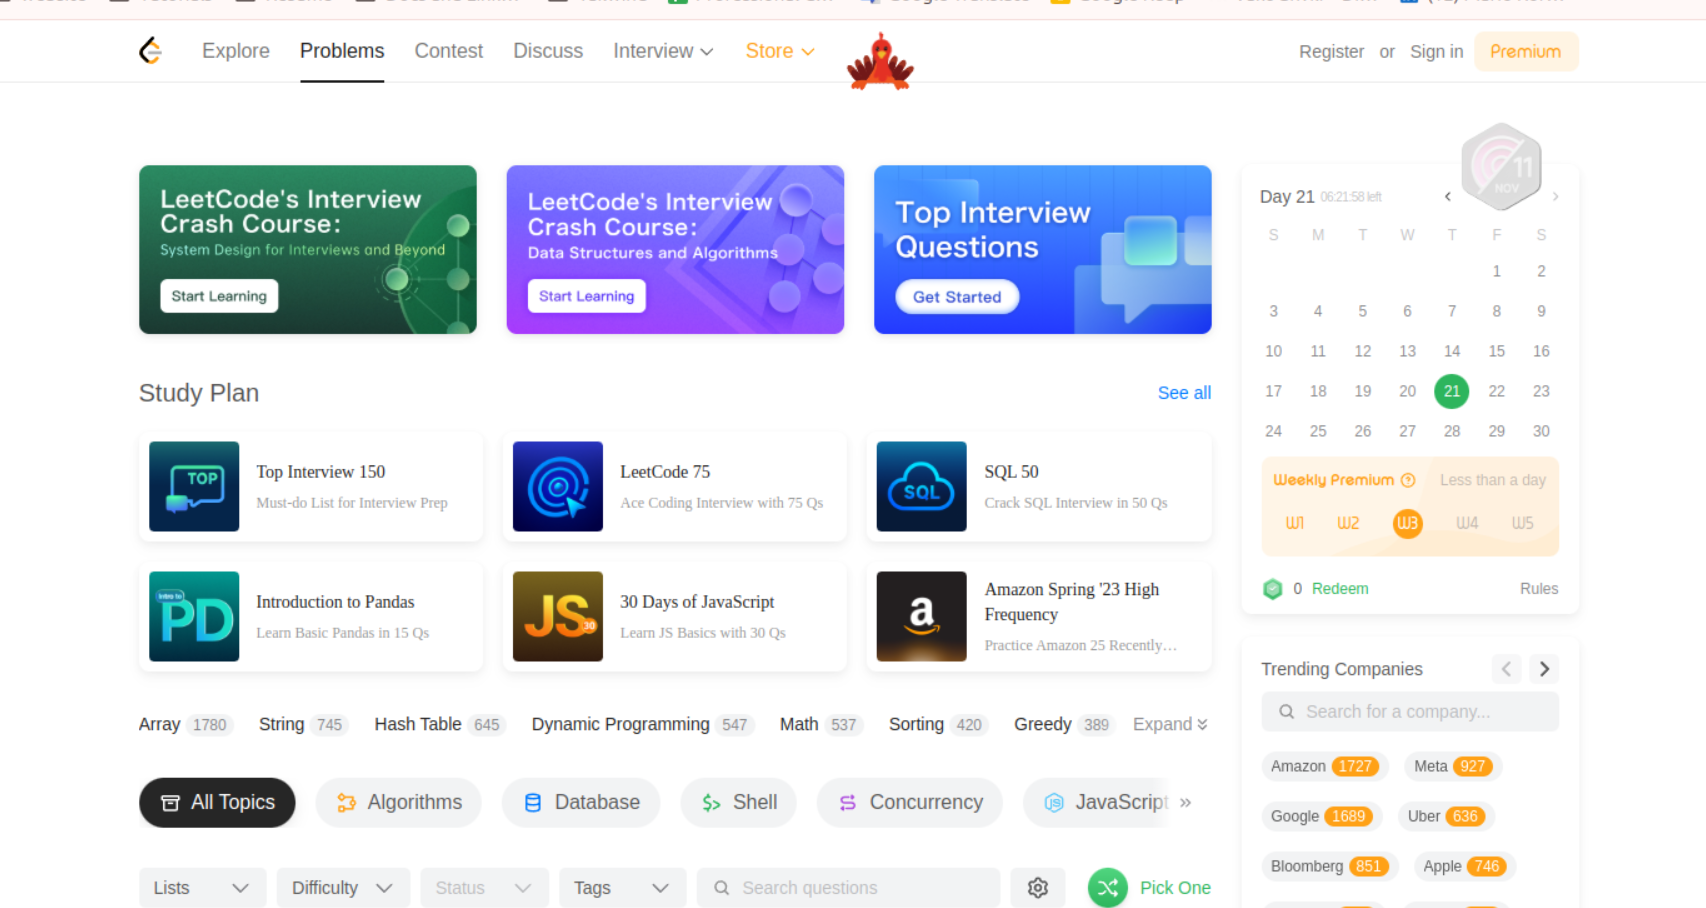 Explore Problems Contest Discuss Interview Store Register or Sign in Premium
LeetCode's Interview
Crash Course:
System Design for Interviews and Beyond
Start Learning
LeetCode's Interview
Crash Course:
Data Structures and Algorithms
Start Learning
Top Interview
Questions
Get Started
11
NOV
Day 21 06:21:58 left
S M T W T F S
1 2
3 4 5 6 7 8 9
10 11 12 13 14 15 16
17 18 19 20 21 22 23
24 25 26 27 28 29 30
Weekly Premium Less than a day
W1 W2 W3 W4 W5
0 Redeem Rules
Study Plan See all
TOP
Top Interview 150
Must-do List for Interview Prep
LeetCode 75
Ace Coding Interview with 75 Qs
SQL
SQL 50
Crack SQL Interview in 50 Qs
Intro to
PD
Introduction to Pandas
Learn Basic Pandas in 15 Qs
JS 30
30 Days of JavaScript
Learn JS Basics with 30 Qs
a
Amazon Spring '23 High
Frequency
Practice Amazon 25 Recently…
Array 1780 String 745 Hash Table 645 Dynamic Programming 547 Math 537 Sorting 420 Greedy 389 Expand
All Topics Algorithms Database Shell Concurrency JavaScript
Lists Difficulty Status Tags Search questions Pick One
Trending Companies
Search for a company...
Amazon 1727 Meta 927
Google 1689 Uber 636
Bloomberg 851 Apple 746